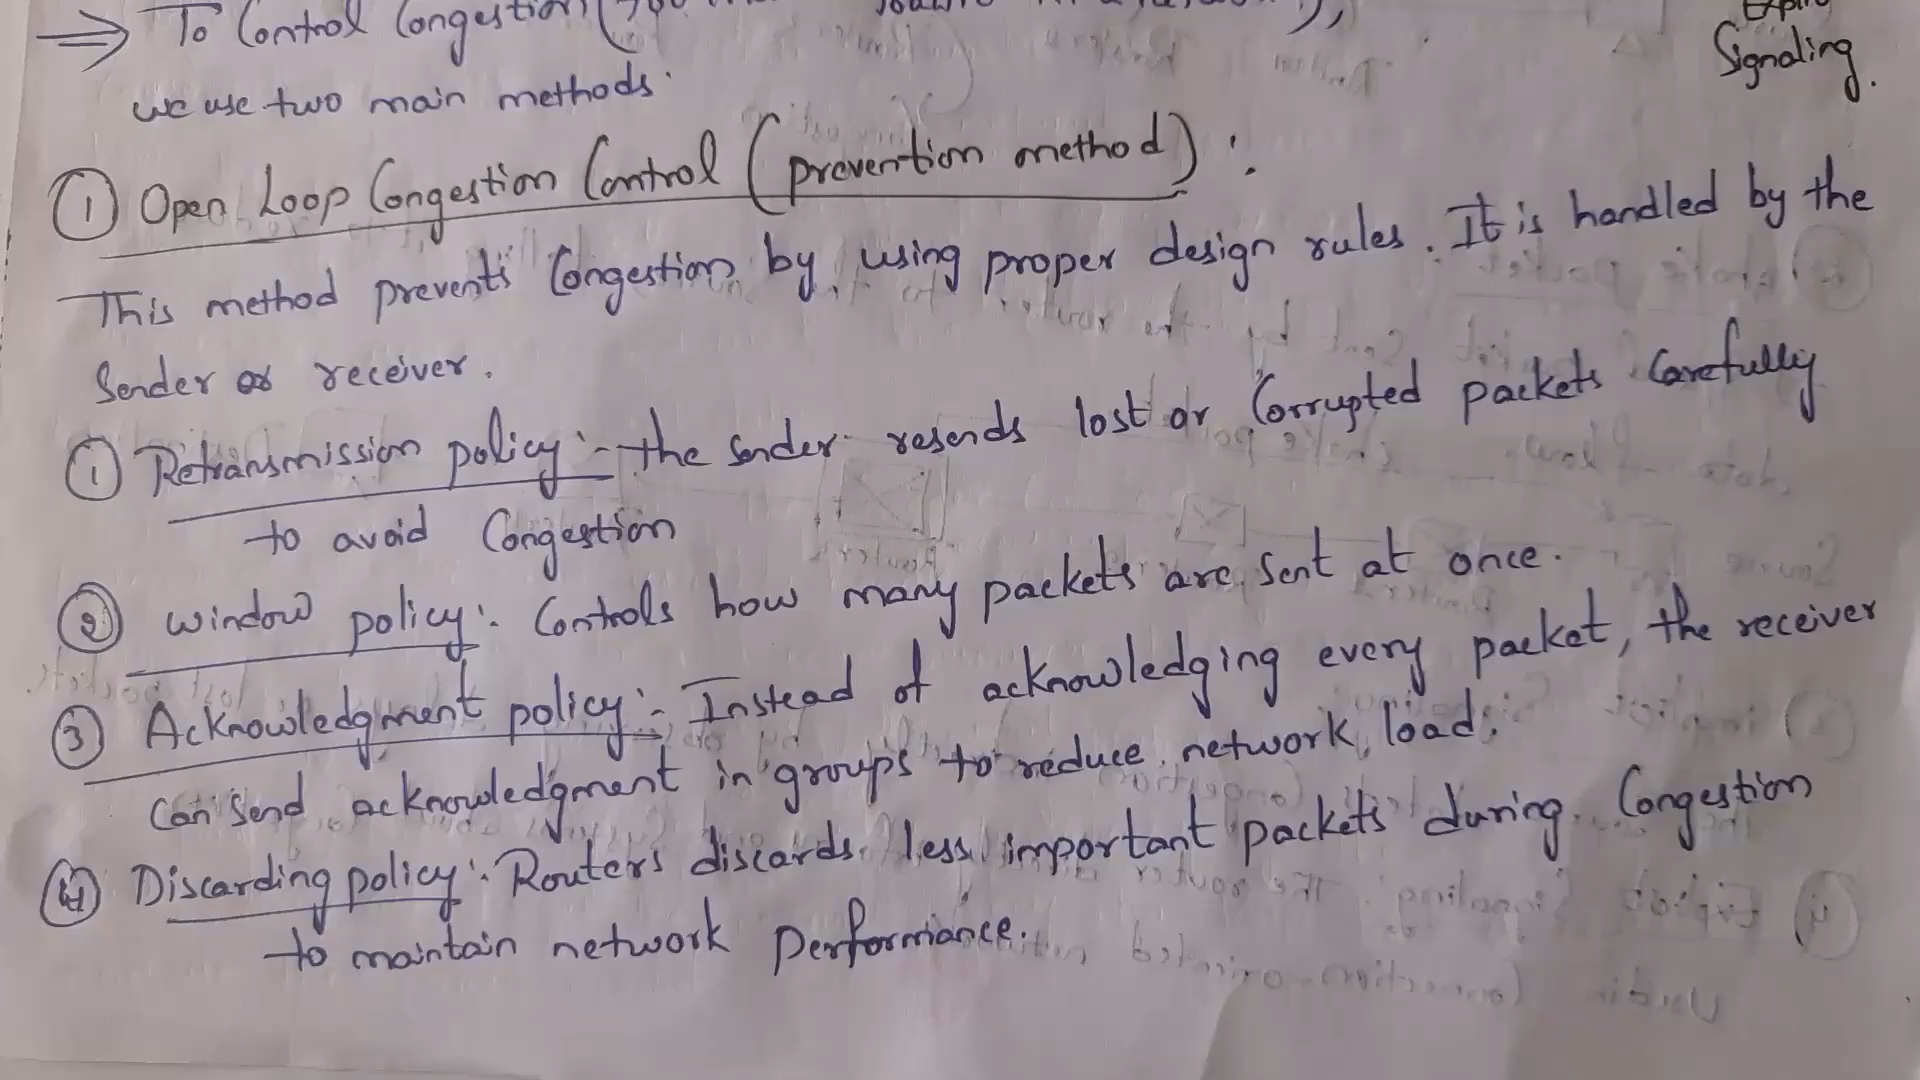 ⇒ To Control Congestion (
we use two main methods.
Signaling.
① Open Loop Congestion Control (prevention method) :
This method prevents Congestion by using proper design rules. It is handled by the
Sender or receiver.
① Retransmission policy :- the sender resends lost or Corrupted packets Carefully
to avoid Congestion
② window policy : Controls how many packets are sent at once.
③ Acknowledgment policy :- Instead of acknowledging every packet, the receiver
Can Send acknowledgment in groups to reduce network load.
④ Discarding policy : Routers discards less important packets during Congestion
to maintain network Performance.